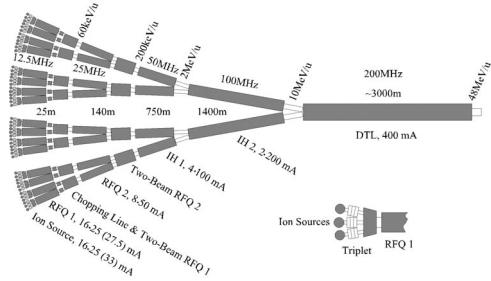 60keV/u
200keV/u
2MeV/u
10MeV/u
48MeV/u
12.5MHz
25MHz
50MHz
100MHz
200MHz
~3000m
25m
140m
750m
1400m
DTL, 400 mA
IH 2, 2-200 mA
IH 1, 4-100 mA
Two-Beam RFQ 2
RFQ 2, 8-50 mA
Chopping Line & Two-Beam RFQ 1
RFQ 1, 16-25 (27.5) mA
Ion Source, 16-25 (33) mA
Ion Sources
Triplet
RFQ 1